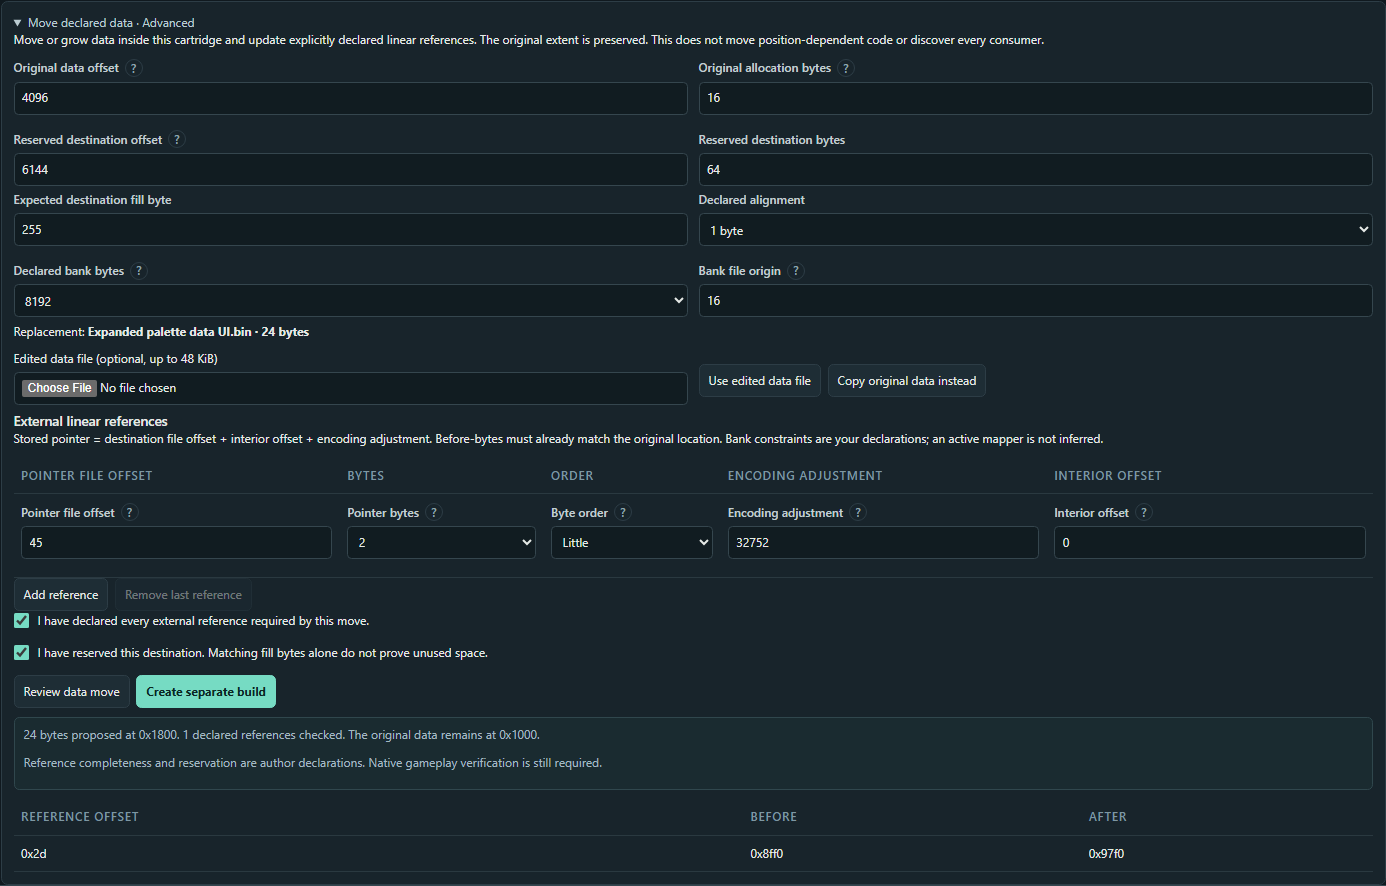 ▼ Move declared data · Advanced
Move or grow data inside this cartridge and update explicitly declared linear references. The original extent is preserved. This does not move position-dependent code or discover every consumer.
Original data offset ?
Original allocation bytes ?
4096
16
Reserved destination offset ?
Reserved destination bytes
6144
64
Expected destination fill byte
Declared alignment
255
1 byte
Declared bank bytes ?
Bank file origin ?
8192
16
Replacement: Expanded palette data UI.bin · 24 bytes
Edited data file (optional, up to 48 KiB)
Choose File No file chosen
Use edited data file
Copy original data instead
External linear references
Stored pointer = destination file offset + interior offset + encoding adjustment. Before-bytes must already match the original location. Bank constraints are your declarations; an active mapper is not inferred.
POINTER FILE OFFSET BYTES ORDER ENCODING ADJUSTMENT INTERIOR OFFSET
Pointer file offset ? Pointer bytes ? Byte order ? Encoding adjustment ? Interior offset ?
45 2 Little 32752 0
Add reference Remove last reference
I have declared every external reference required by this move.
I have reserved this destination. Matching fill bytes alone do not prove unused space.
Review data move Create separate build
24 bytes proposed at 0x1800. 1 declared references checked. The original data remains at 0x1000.
Reference completeness and reservation are author declarations. Native gameplay verification is still required.
REFERENCE OFFSET BEFORE AFTER
0x2d 0x8ff0 0x97f0